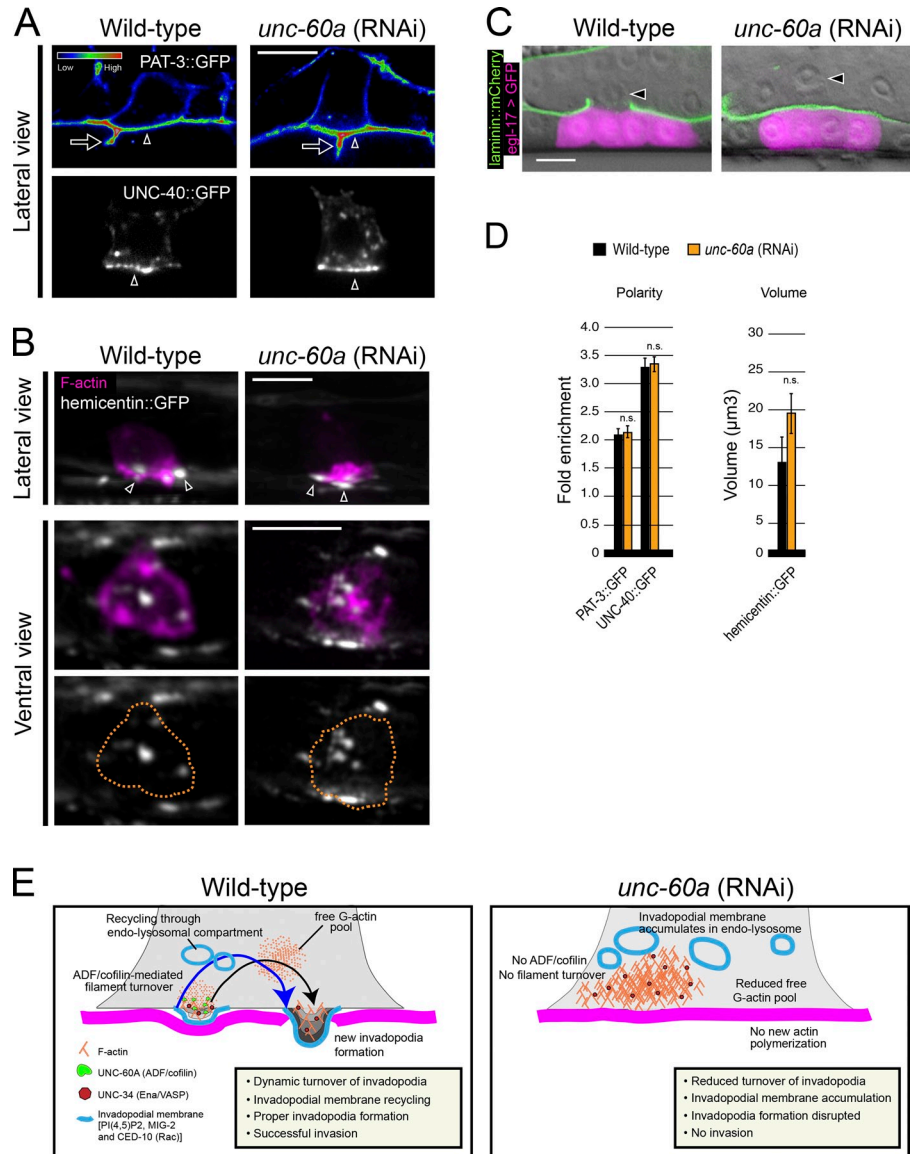 A
Wild-type
unc-60a (RNAi)
Lateral view
PAT-3::GFP
Low
High
UNC-40::GFP
B
Wild-type
unc-60a (RNAi)
Lateral view
F-actin
hemicentin::GFP
Ventral view
C
Wild-type
unc-60a (RNAi)
laminin::mCherry
egl-17 > GFP
D
Wild-type
unc-60a (RNAi)
Polarity
Fold enrichment
4.0
3.5
3.0
2.5
2.0
1.5
1.0
0.5
0
n.s.
n.s.
PAT-3::GFP
UNC-40::GFP
Volume
Volume (µm3)
30
25
20
15
10
5
0
n.s.
hemicentin::GFP
E
Wild-type
Recycling through
endo-lysosomal compartment
free G-actin
pool
ADF/cofilin-mediated
filament turnover
new invadopodia
formation
F-actin
UNC-60A (ADF/cofilin)
UNC-34 (Ena/VASP)
Invadopodial membrane
[PI(4,5)P2, MIG-2
and CED-10 (Rac)]
• Dynamic turnover of invadopodia
• Invadopodial membrane recycling
• Proper invadopodia formation
• Successful invasion
unc-60a (RNAi)
Invadopodial membrane
accumulates in endo-lysosome
No ADF/cofilin
No filament turnover
Reduced free
G-actin pool
No new actin
polymerization
• Reduced turnover of invadopodia
• Invadopodial membrane accumulation
• Invadopodia formation disrupted
• No invasion